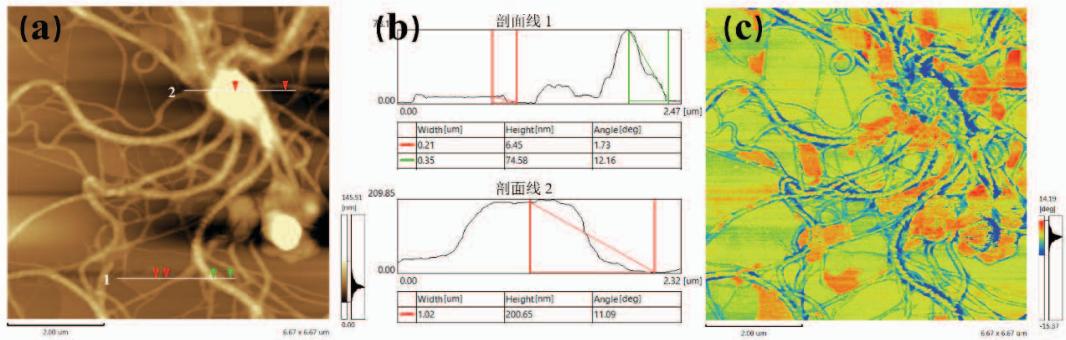 (a)
2
1
2.00 um
6.67 x 6.67 um
145.51
[nm]
0.00
(b)
剖面线 1
0.00
0.00
2.47 [um]
Width[um] Height[nm] Angle[deg]
0.21 6.45 1.73
0.35 74.58 12.16
剖面线 2
209.85
0.00
0.00
2.32 [um]
Width[um] Height[nm] Angle[deg]
1.02 200.65 11.09
(c)
2.00 um
6.67 x 6.67 um
14.19
[deg]
-15.37